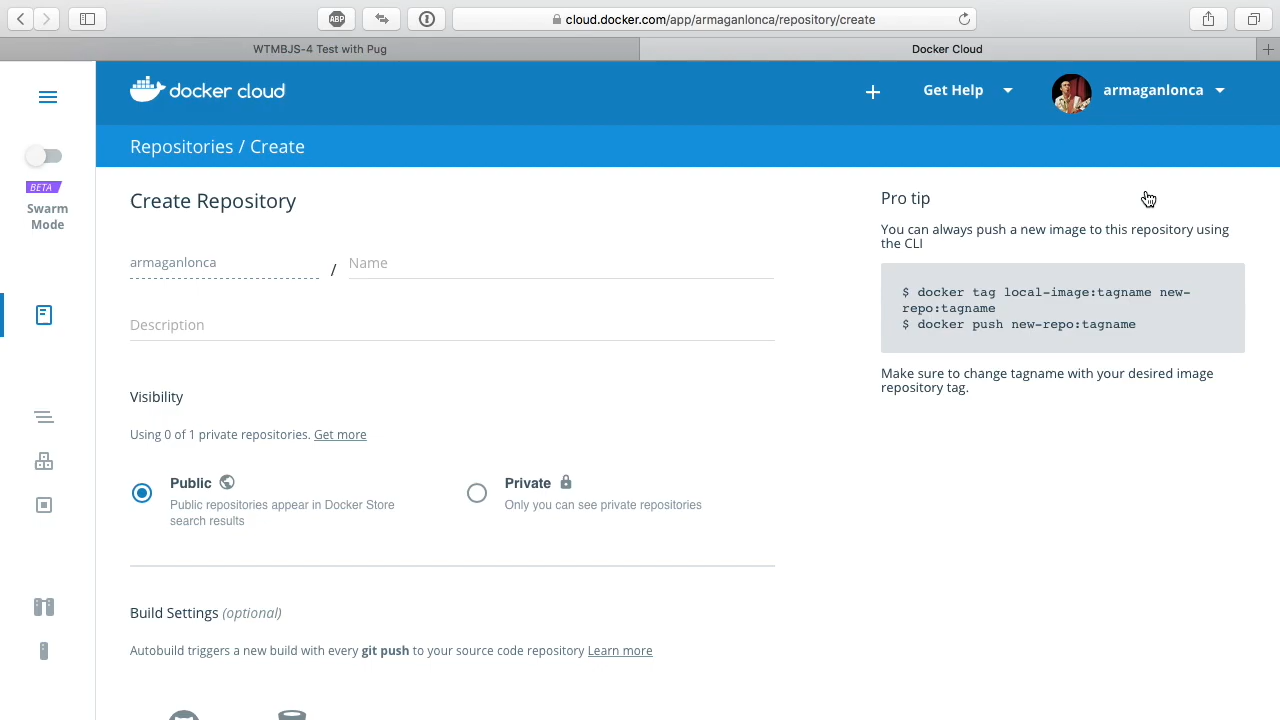 ABP
cloud.docker.com/app/armaganlonca/repository/create
WTMBJS-4 Test with Pug
Docker Cloud
docker cloud
Get Help
armaganlonca
Repositories / Create
BETA
Swarm
Mode
Create Repository
armaganlonca / Name
Description
Visibility
Using 0 of 1 private repositories. Get more
Public
Public repositories appear in Docker Store
search results
Private
Only you can see private repositories
Build Settings (optional)
Autobuild triggers a new build with every git push to your source code repository Learn more
Pro tip
You can always push a new image to this repository using
the CLI
$ docker tag local-image:tagname new-
repo:tagname
$ docker push new-repo:tagname
Make sure to change tagname with your desired image
repository tag.